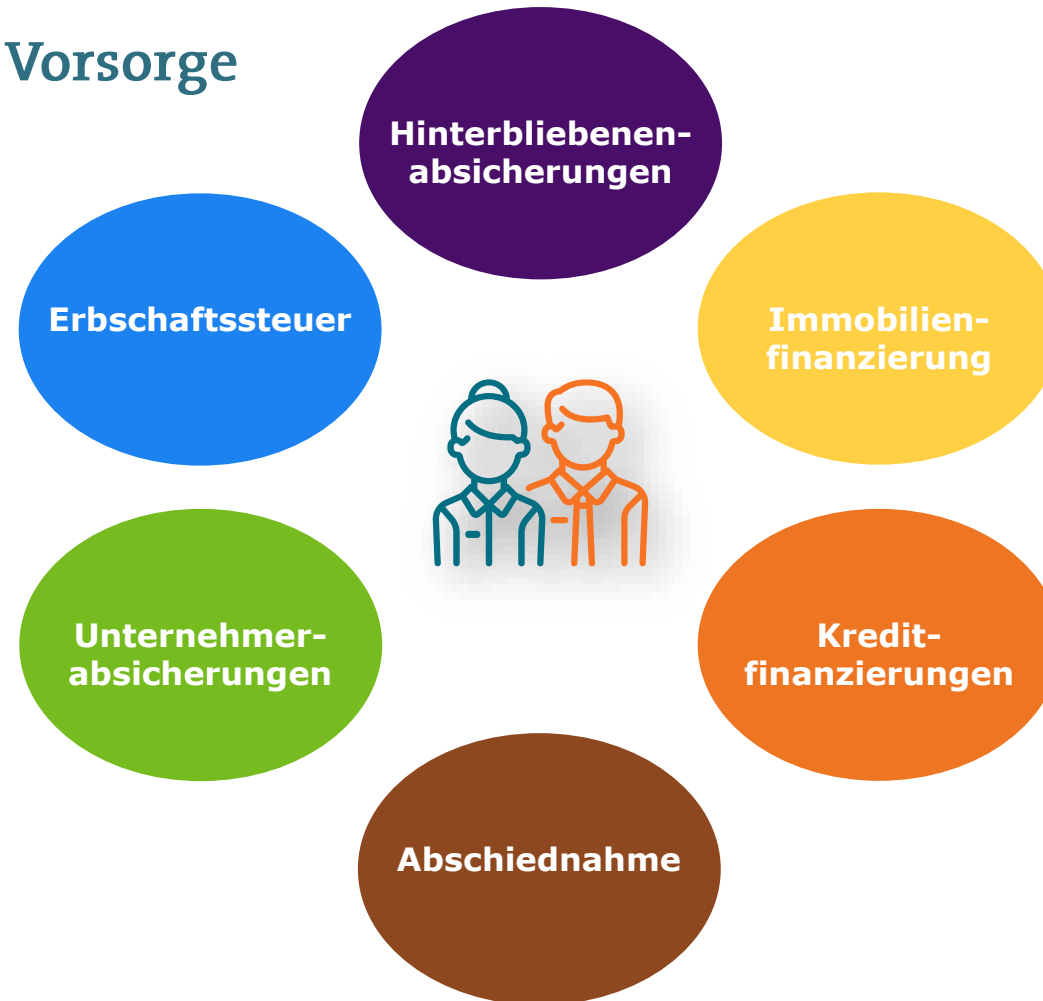 Vorsorge
Hinterbliebenen-
absicherungen
Erbschaftssteuer
Immobilien-
finanzierung
Unternehmer-
absicherungen
Kredit-
finanzierungen
Abschiednahme